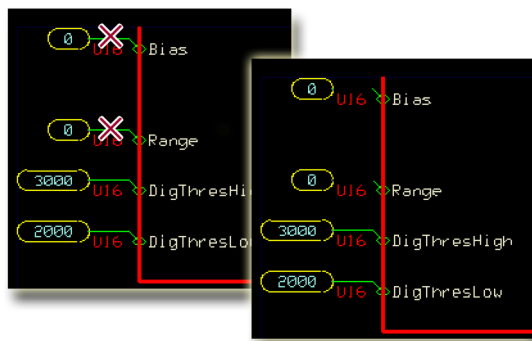 0 U16 Bias
0 U16 Range
3000 U16 DigThresHi
2000 U16 DigThresLo
0 U16 Bias
0 U16 Range
3000 U16 DigThresHigh
2000 U16 DigThresLow